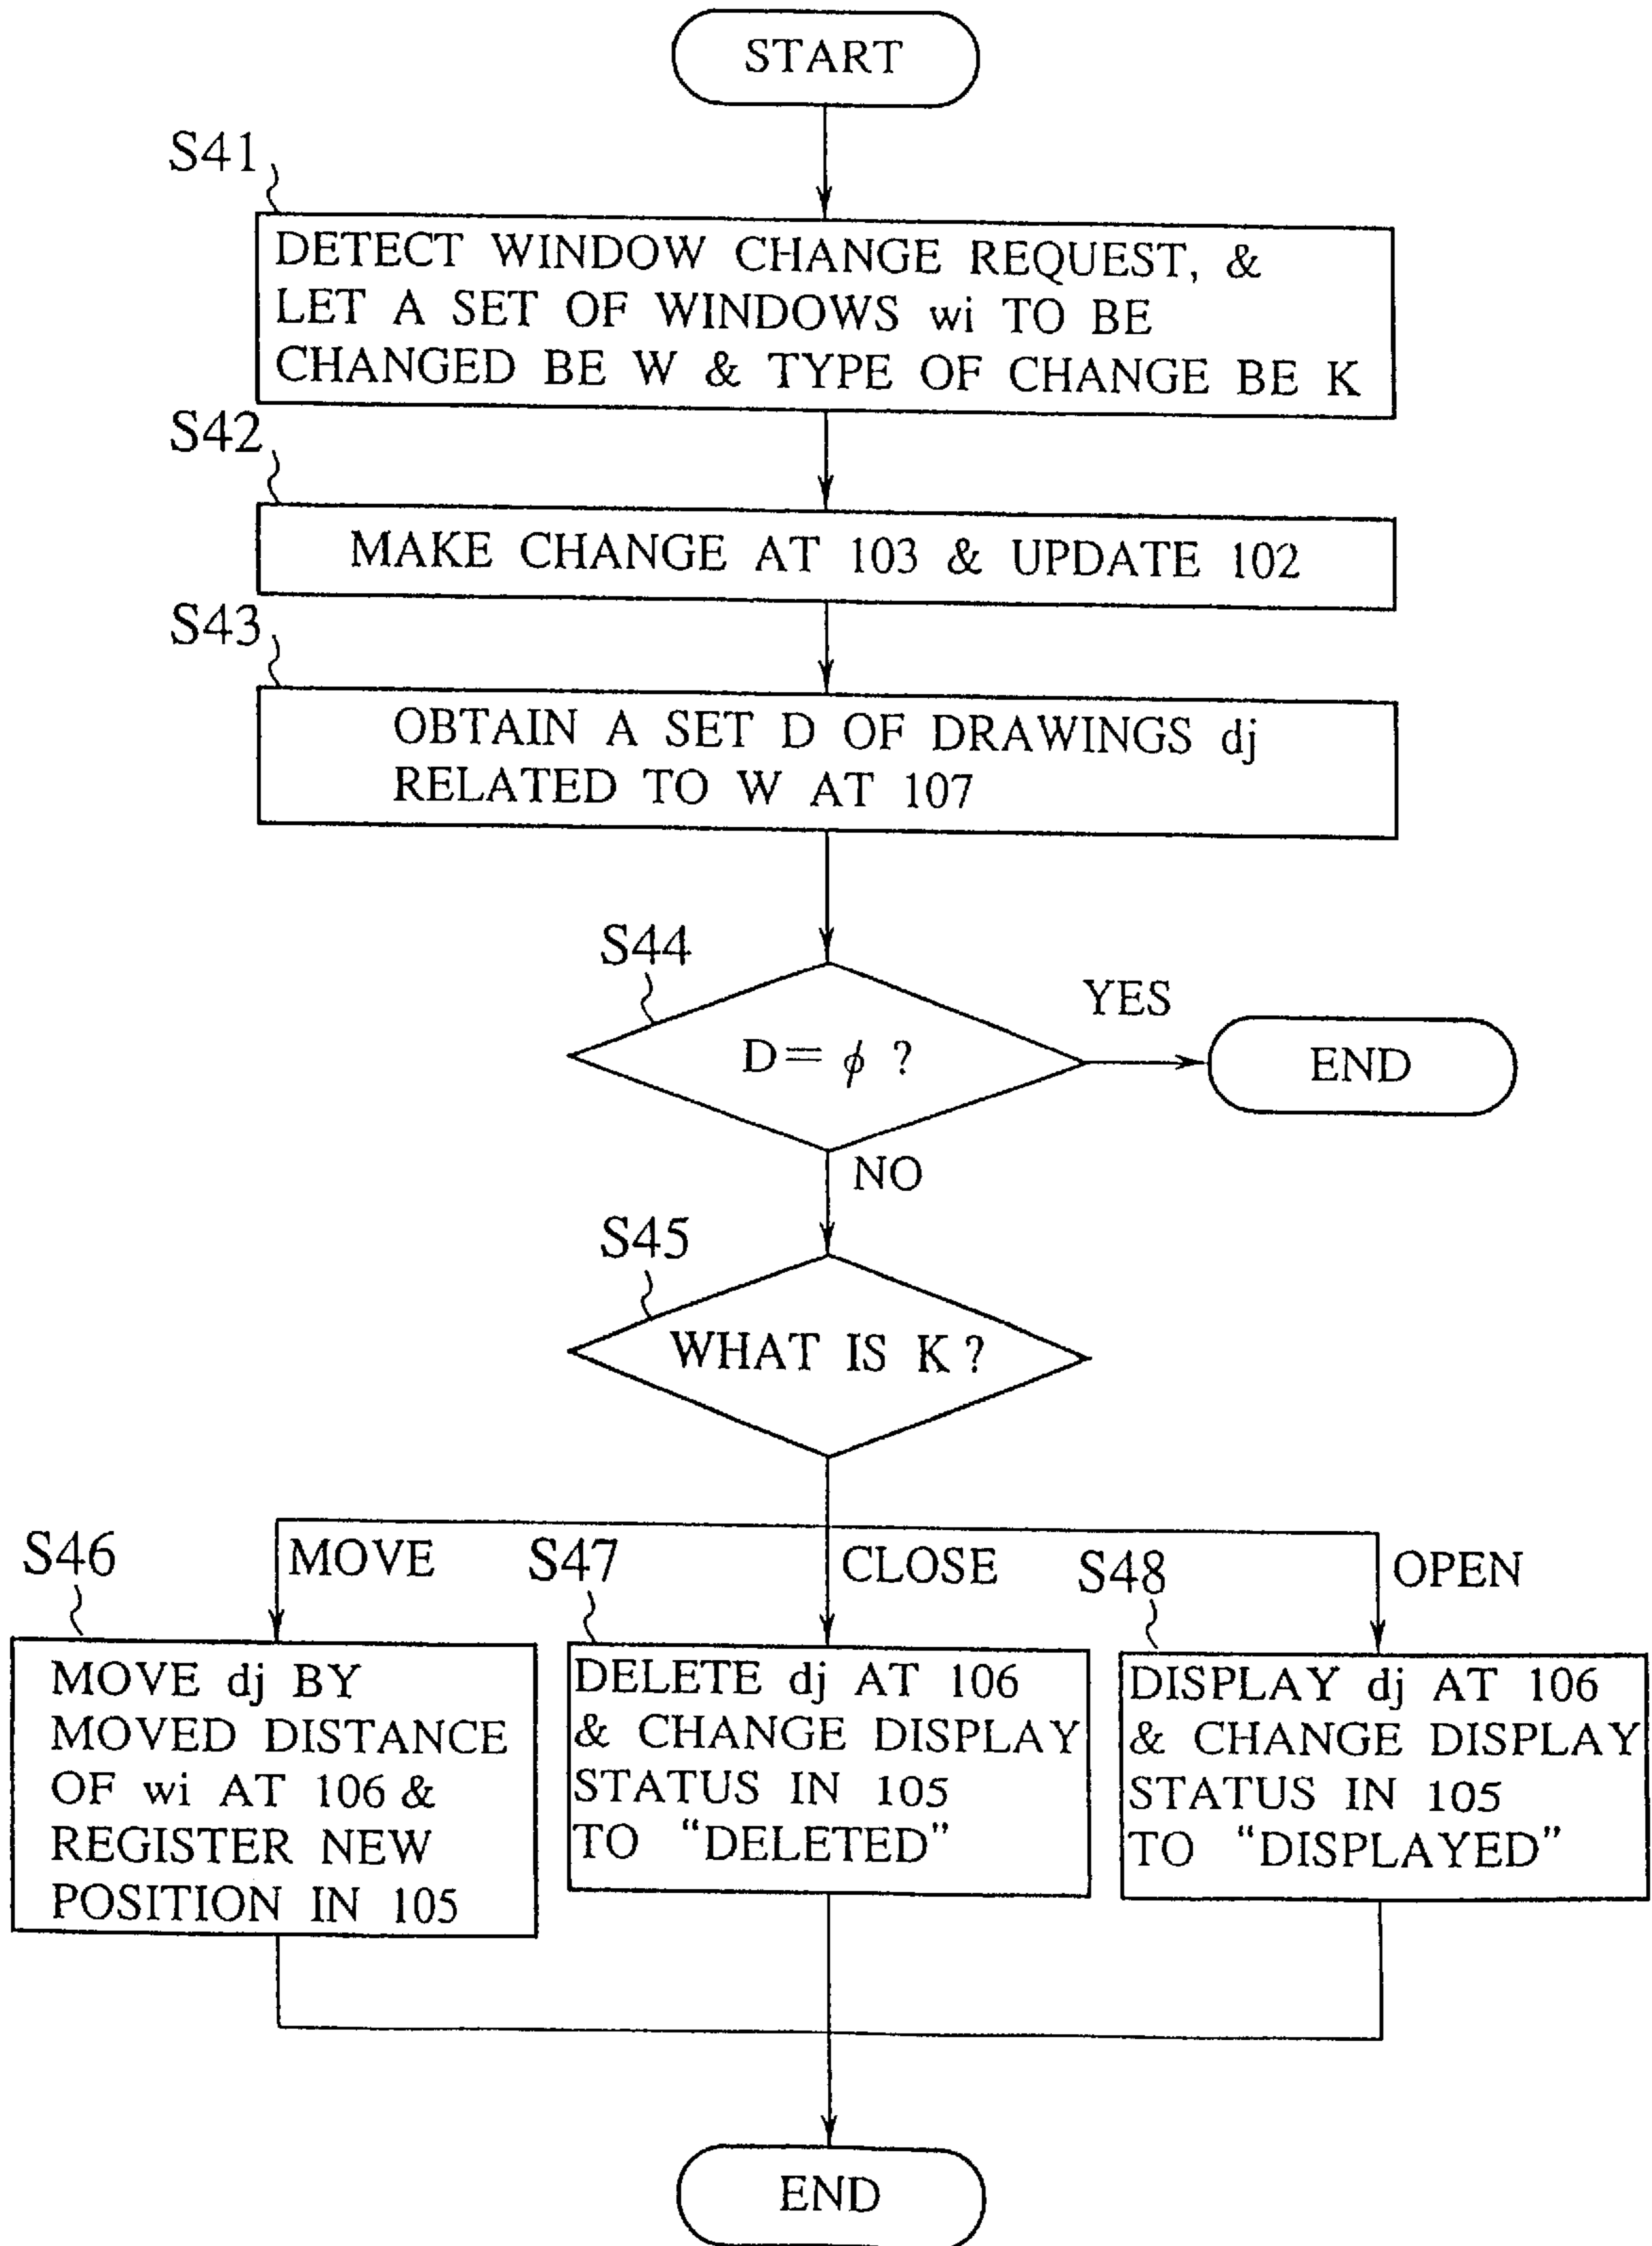 START
S41
DETECT WINDOW CHANGE REQUEST, &
LET A SET OF WINDOWS wi TO BE
CHANGED BE W & TYPE OF CHANGE BE K
S42
MAKE CHANGE AT 103 & UPDATE 102
S43
OBTAIN A SET D OF DRAWINGS dj
RELATED TO W AT 107
S44
D=ϕ ?
YES
END
NO
S45
WHAT IS K?
S46
MOVE
MOVE dj BY
MOVED DISTANCE
OF wi AT 106 &
REGISTER NEW
POSITION IN 105
S47
CLOSE
DELETE dj AT 106
& CHANGE DISPLAY
STATUS IN 105
TO “DELETED”
S48
OPEN
DISPLAY dj AT 106
& CHANGE DISPLAY
STATUS IN 105
TO “DISPLAYED”
END